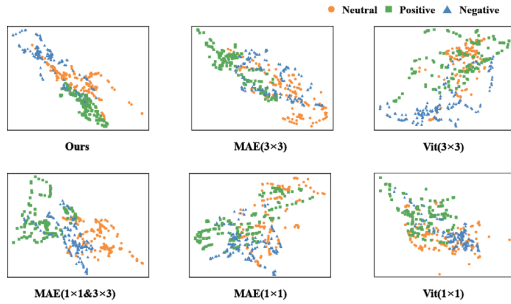 Neutral Positive Negative
Ours MAE(3×3) Vit(3×3)
MAE(1×1&3×3) MAE(1×1) Vit(1×1)